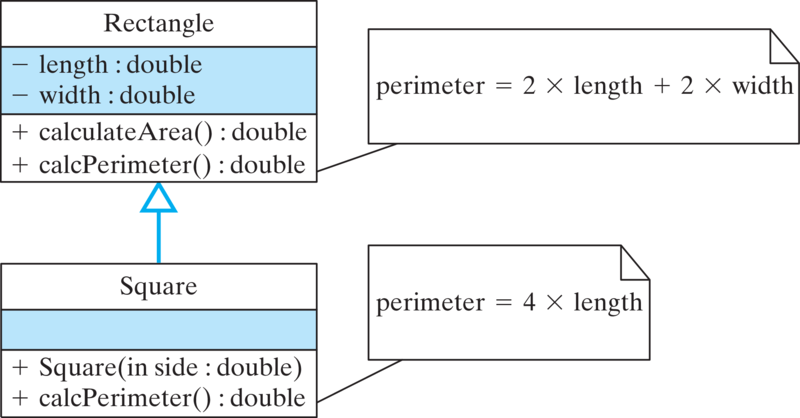 Rectangle
− length : double
− width : double
+ calculateArea() : double
+ calcPerimeter() : double
perimeter = 2 × length + 2 × width
Square
+ Square(in side : double)
+ calcPerimeter() : double
perimeter = 4 × length